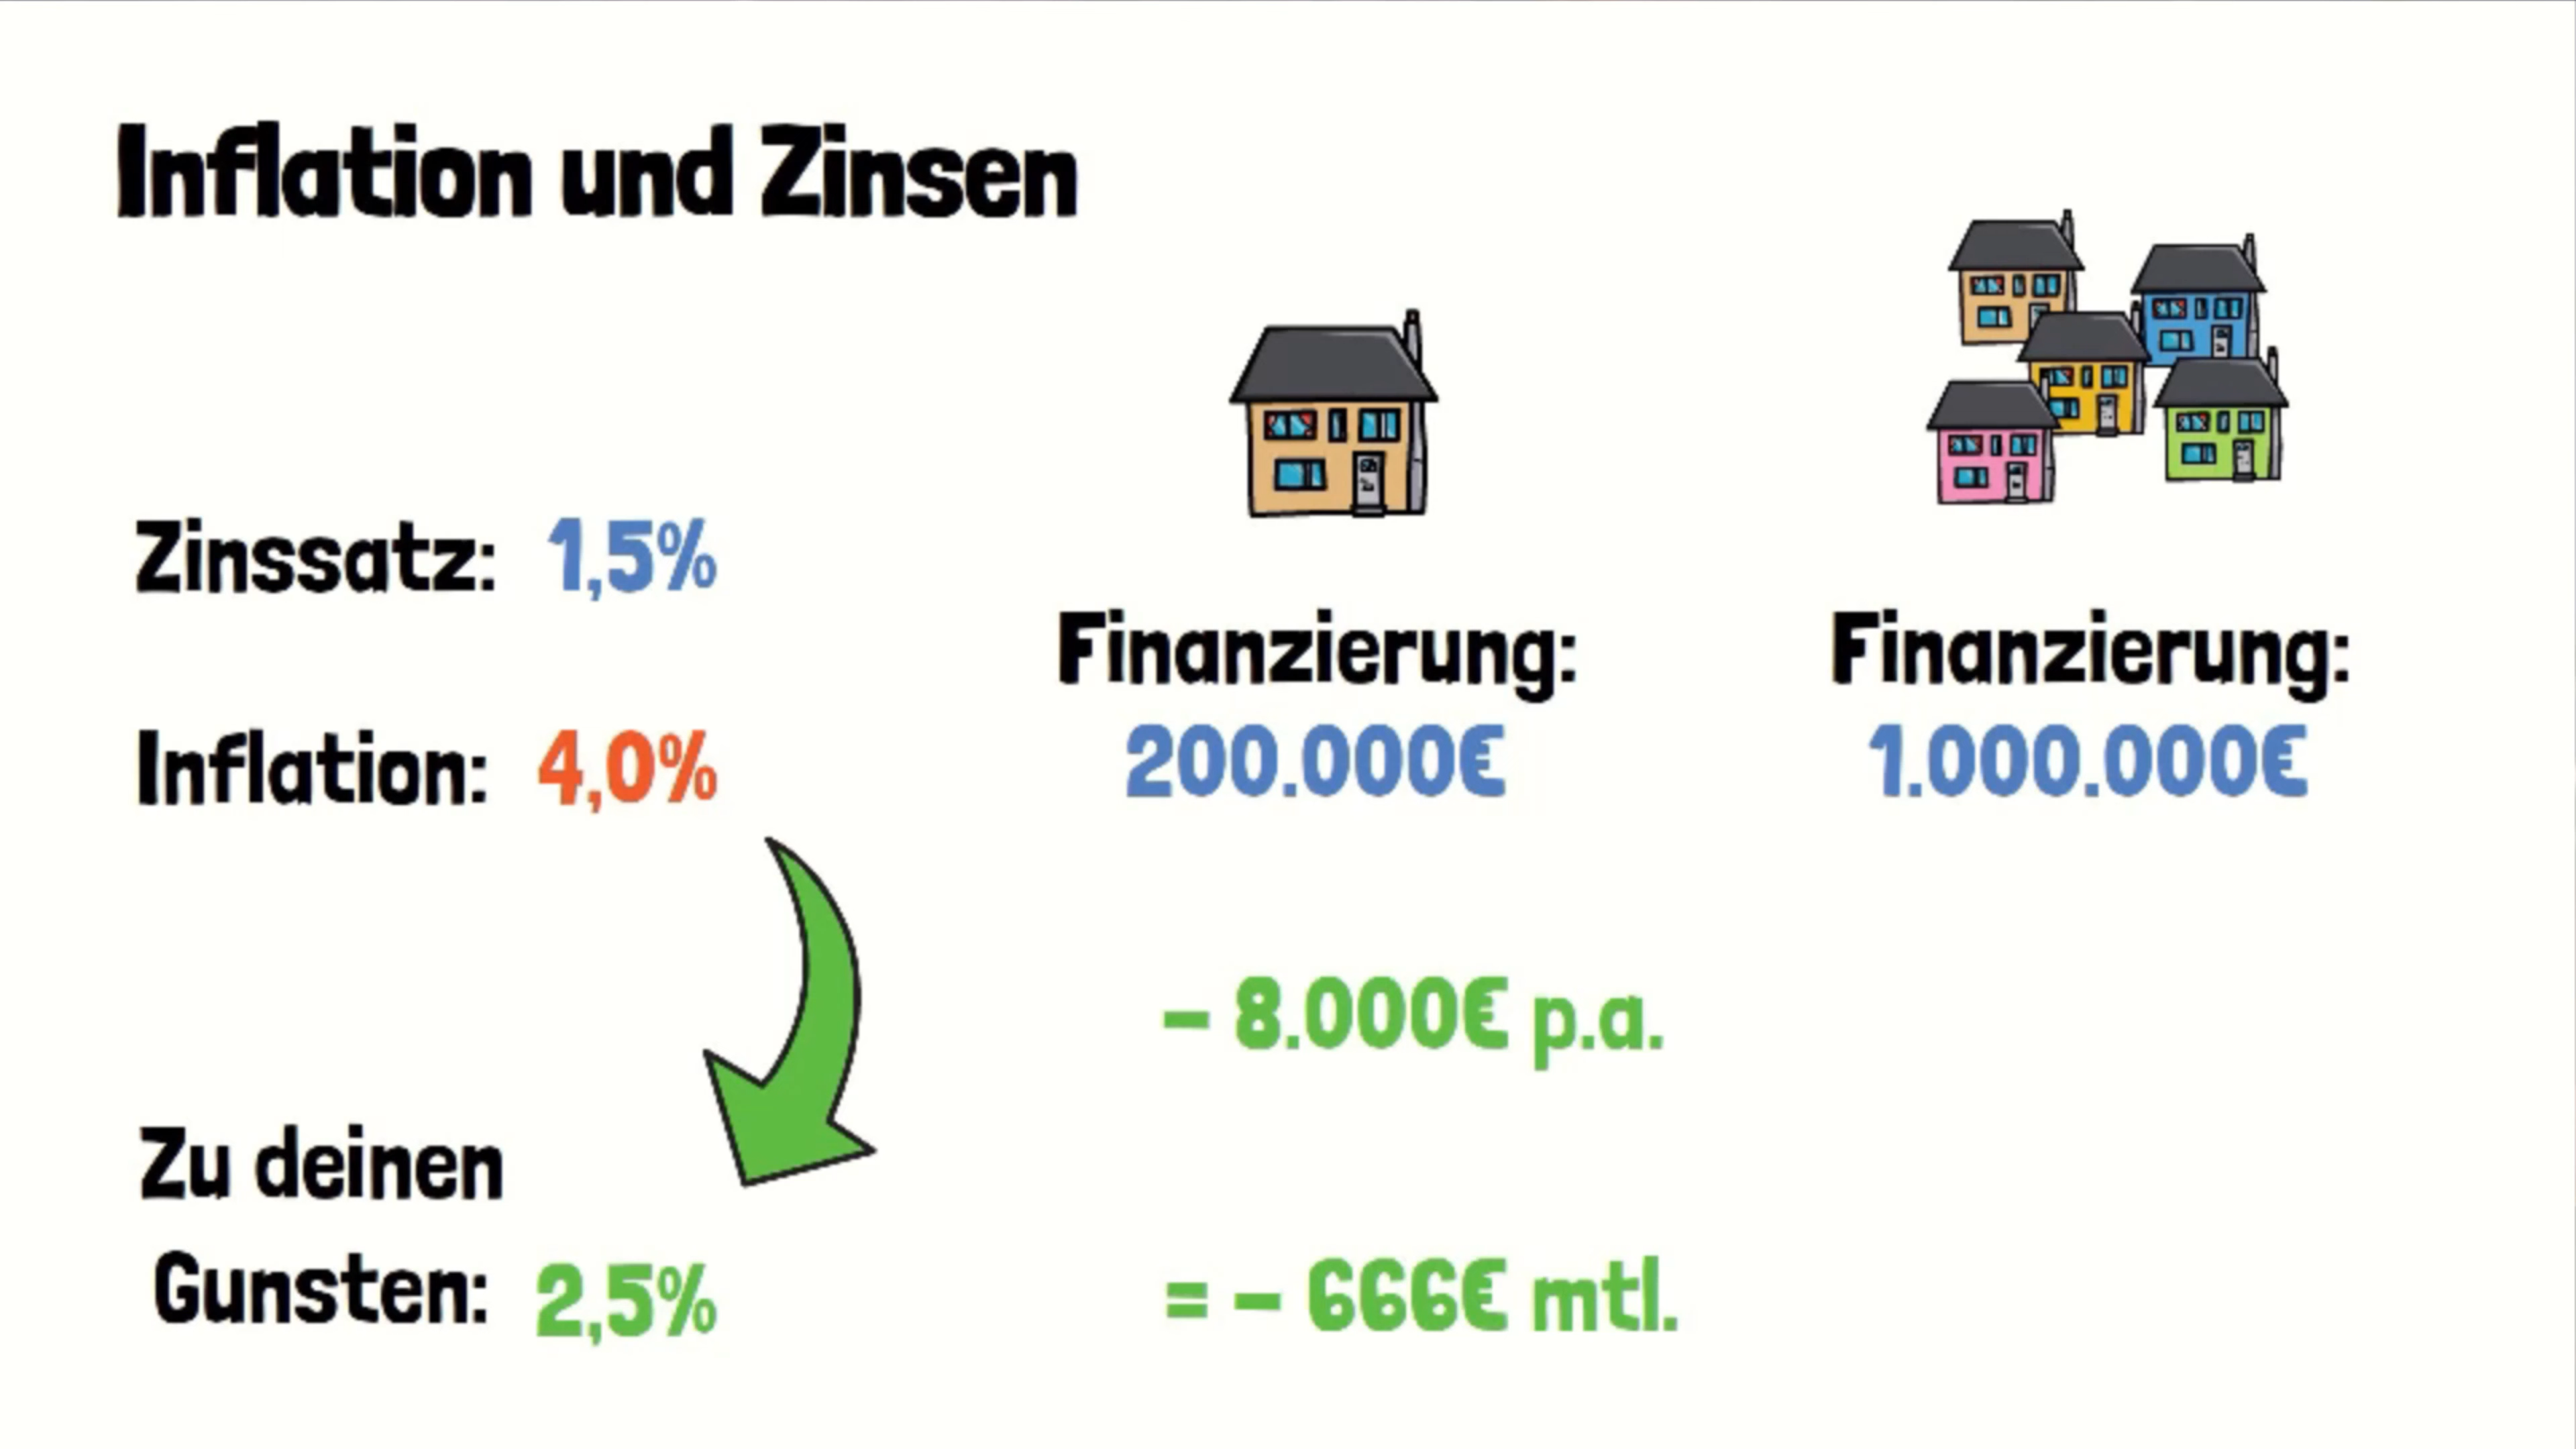 Inflation und Zinsen
Zinssatz: 1,5%
Inflation: 4,0%
Zu deinen
Gunsten: 2,5%
Finanzierung:
200.000€
– 8.000€ p.a.
= – 666€ mtl.
Finanzierung:
1.000.000€